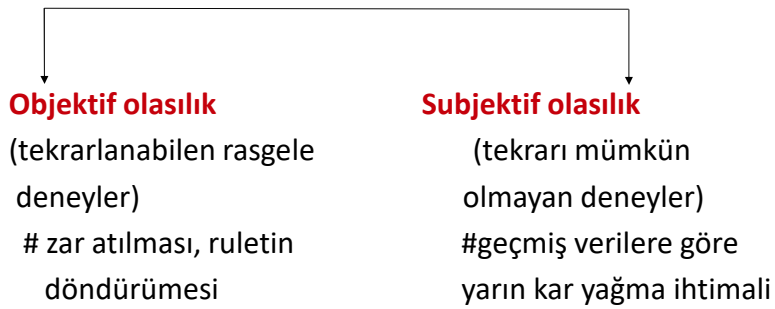 Objektif olasılık
(tekrarlanabilen rasgele
deneyler)
# zar atılması, ruletin
döndürümesi
Subjektif olasılık
(tekrarı mümkün
olmayan deneyler)
#geçmiş verilere göre
yarın kar yağma ihtimali